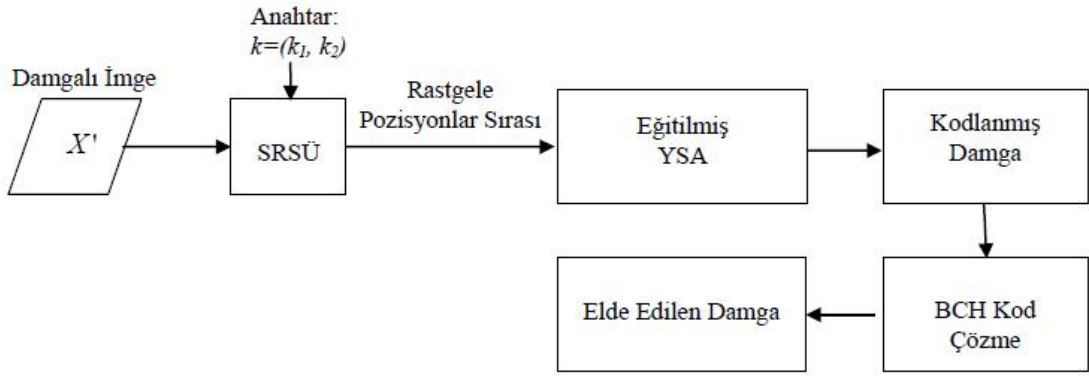 Anahtar:
k=(k₁, k₂)
Damgalı İmge
X'
SRSÜ
Rastgele
Pozisyonlar Sırası
Eğitilmiş
YSA
Kodlanmış
Damga
BCH Kod
Çözme
Elde Edilen Damga